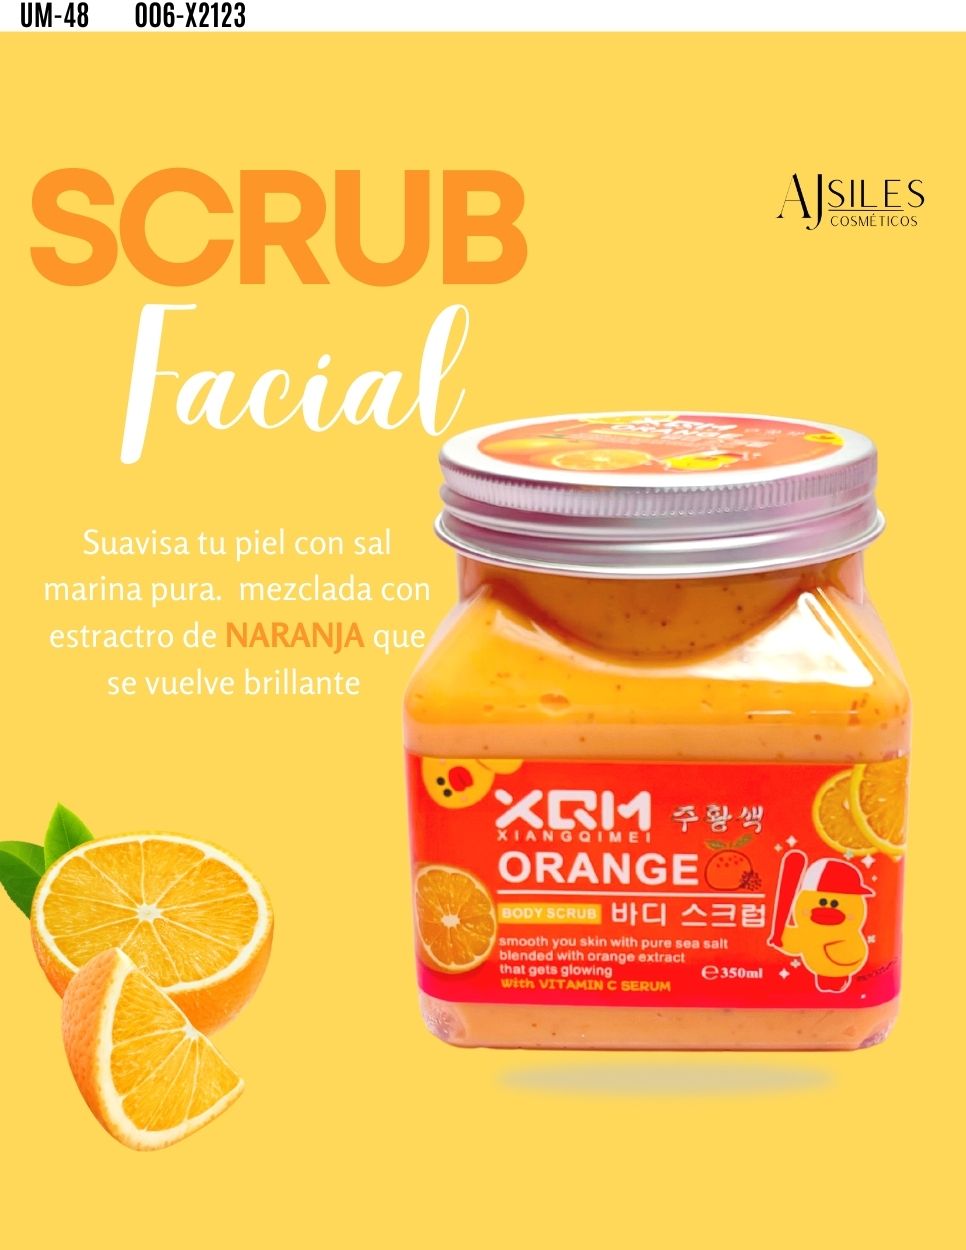 UM-48 006-X2123
SCRUB
Facial
AJSILES
COSMÉTICOS
Suavisa tu piel con sal
marina pura. mezclada con
estractro de NARANJA que
se vuelve brillante
XQM
ORANGE
XQM 주황색
XIANGQIMEI
ORANGE
BODY SCRUB 바디 스크럽
smooth you skin with pure sea salt
blended with orange extract
that gets glowing
with VITAMIN C SERUM
℮350ml